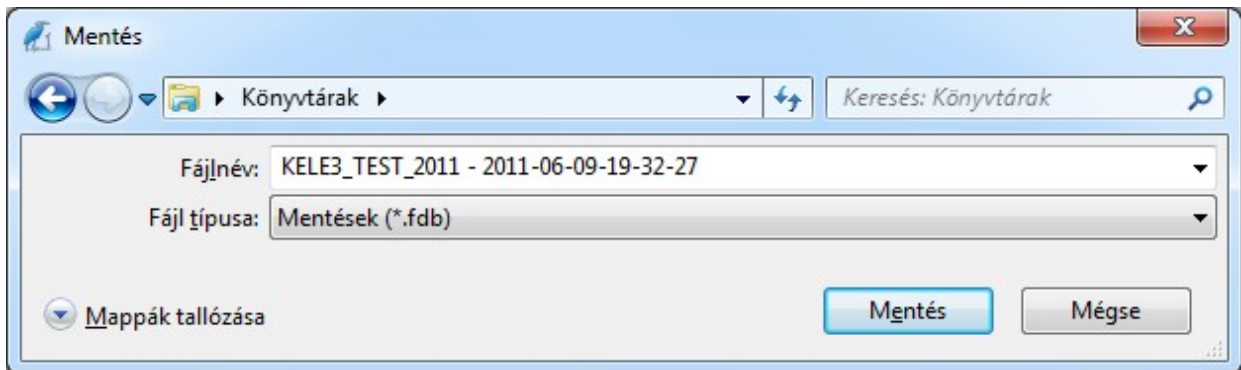 Mentés
Könyvtárak
Keresés: Könyvtárak
Fájlnév: KELE3_TEST_2011 - 2011-06-09-19-32-27
Fájl típusa: Mentések (*.fdb)
Mappák tallózása
Mentés
Mégse